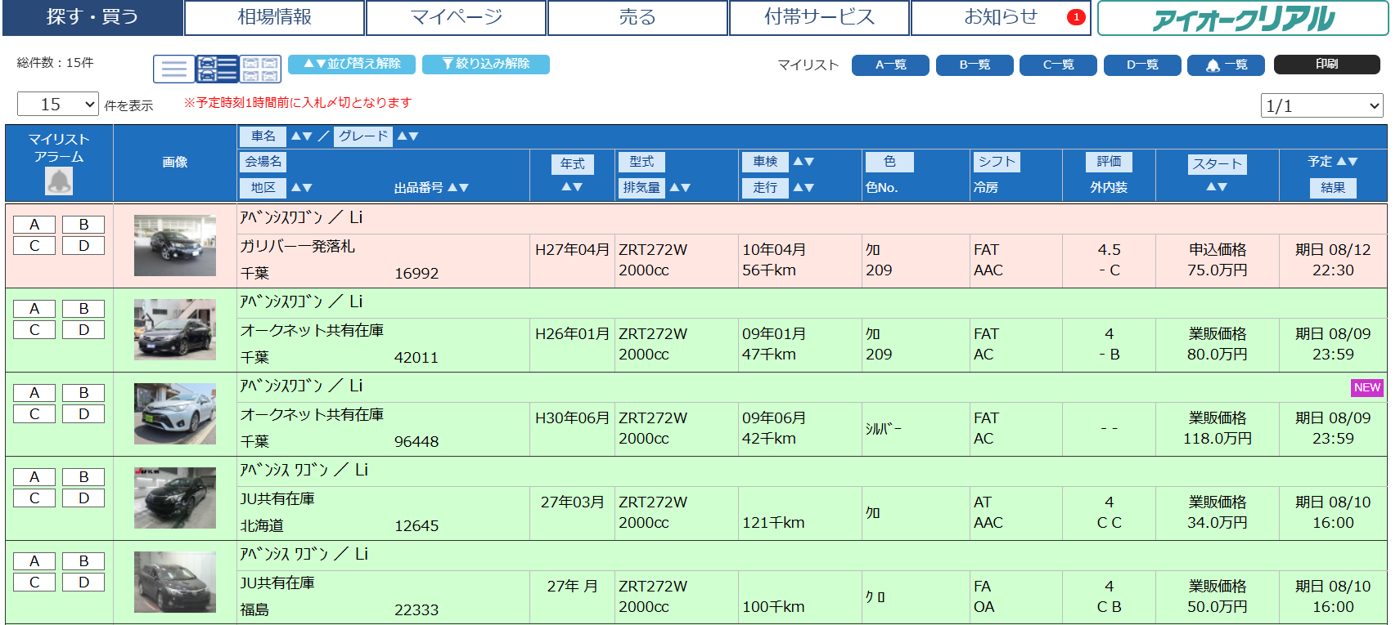 探す・買う 相場情報 マイページ 売る 付帯サービス お知らせ 1 アイオークリアル
総件数：15件 ▲▼並び替え解除 絞り込み解除 マイリスト A一覧 B一覧 C一覧 D一覧 一覧 印刷
15 件を表示 ※予定時刻1時間前に入札〆切となります 1/1
マイリスト アラーム 画像 車名 ▲▼ ／ グレード ▲▼
会場名 年式 型式 車検 ▲▼ 色 シフト 評価 スタート 予定 ▲▼
地区 ▲▼ 出品番号 ▲▼ ▲▼ 排気量 ▲▼ 走行 ▲▼ 色No. 冷房 外内装 ▲▼ 結果
A B ｱﾍﾞﾝｼｽﾜｺﾞﾝ ／ Li
C D ガリバー一発落札 H27年04月 ZRT272W 10年04月 ｸﾛ FAT 4.5 申込価格 期日 08/12
千葉 16992 2000cc 56千km 209 AAC - C 75.0万円 22:30
A B ｱﾍﾞﾝｼｽﾜｺﾞﾝ ／ Li
C D オークネット共有在庫 H26年01月 ZRT272W 09年01月 ｸﾛ FAT 4 業販価格 期日 08/09
千葉 42011 2000cc 47千km 209 AC - B 80.0万円 23:59
A B ｱﾍﾞﾝｼｽﾜｺﾞﾝ ／ Li NEW
C D オークネット共有在庫 H30年06月 ZRT272W 09年06月 ｼﾙﾊﾞｰ FAT - - 業販価格 期日 08/09
千葉 96448 2000cc 42千km AC 118.0万円 23:59
A B ｱﾍﾞﾝｼｽ ﾜｺﾞﾝ ／ Li
C D JU共有在庫 27年03月 ZRT272W ｸﾛ AT 4 業販価格 期日 08/10
北海道 12645 2000cc 121千km AAC C C 34.0万円 16:00
A B ｱﾍﾞﾝｼｽ ﾜｺﾞﾝ ／ Li
C D JU共有在庫 27年 月 ZRT272W ｸ ﾛ FA 4 業販価格 期日 08/10
福島 22333 2000cc 100千km OA C B 50.0万円 16:00